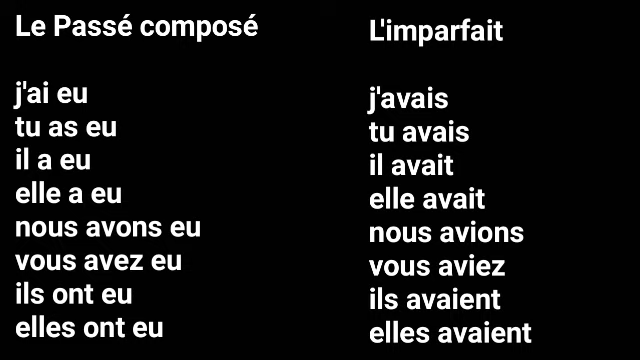 Le Passé composé
j'ai eu
tu as eu
il a eu
elle a eu
nous avons eu
vous avez eu
ils ont eu
elles ont eu
L'imparfait
j'avais
tu avais
il avait
elle avait
nous avions
vous aviez
ils avaient
elles avaient